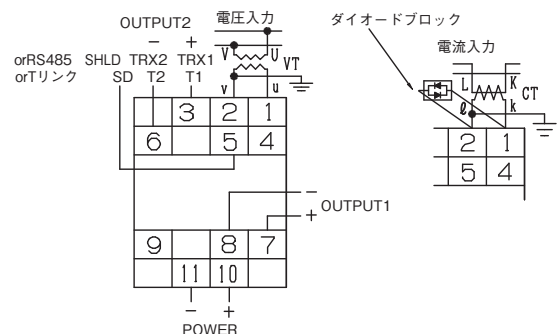 OUTPUT2
電圧入力
ダイオードブロック
電流入力
− +
V U
VT
orRS485 SHLD TRX2 TRX1
orTリンク SD T2 T1
v u
L K
CT
ℓ k
3 2 1
6 5 4
2 1
5 4
−
+
OUTPUT1
9 8 7
11 10
− +
POWER